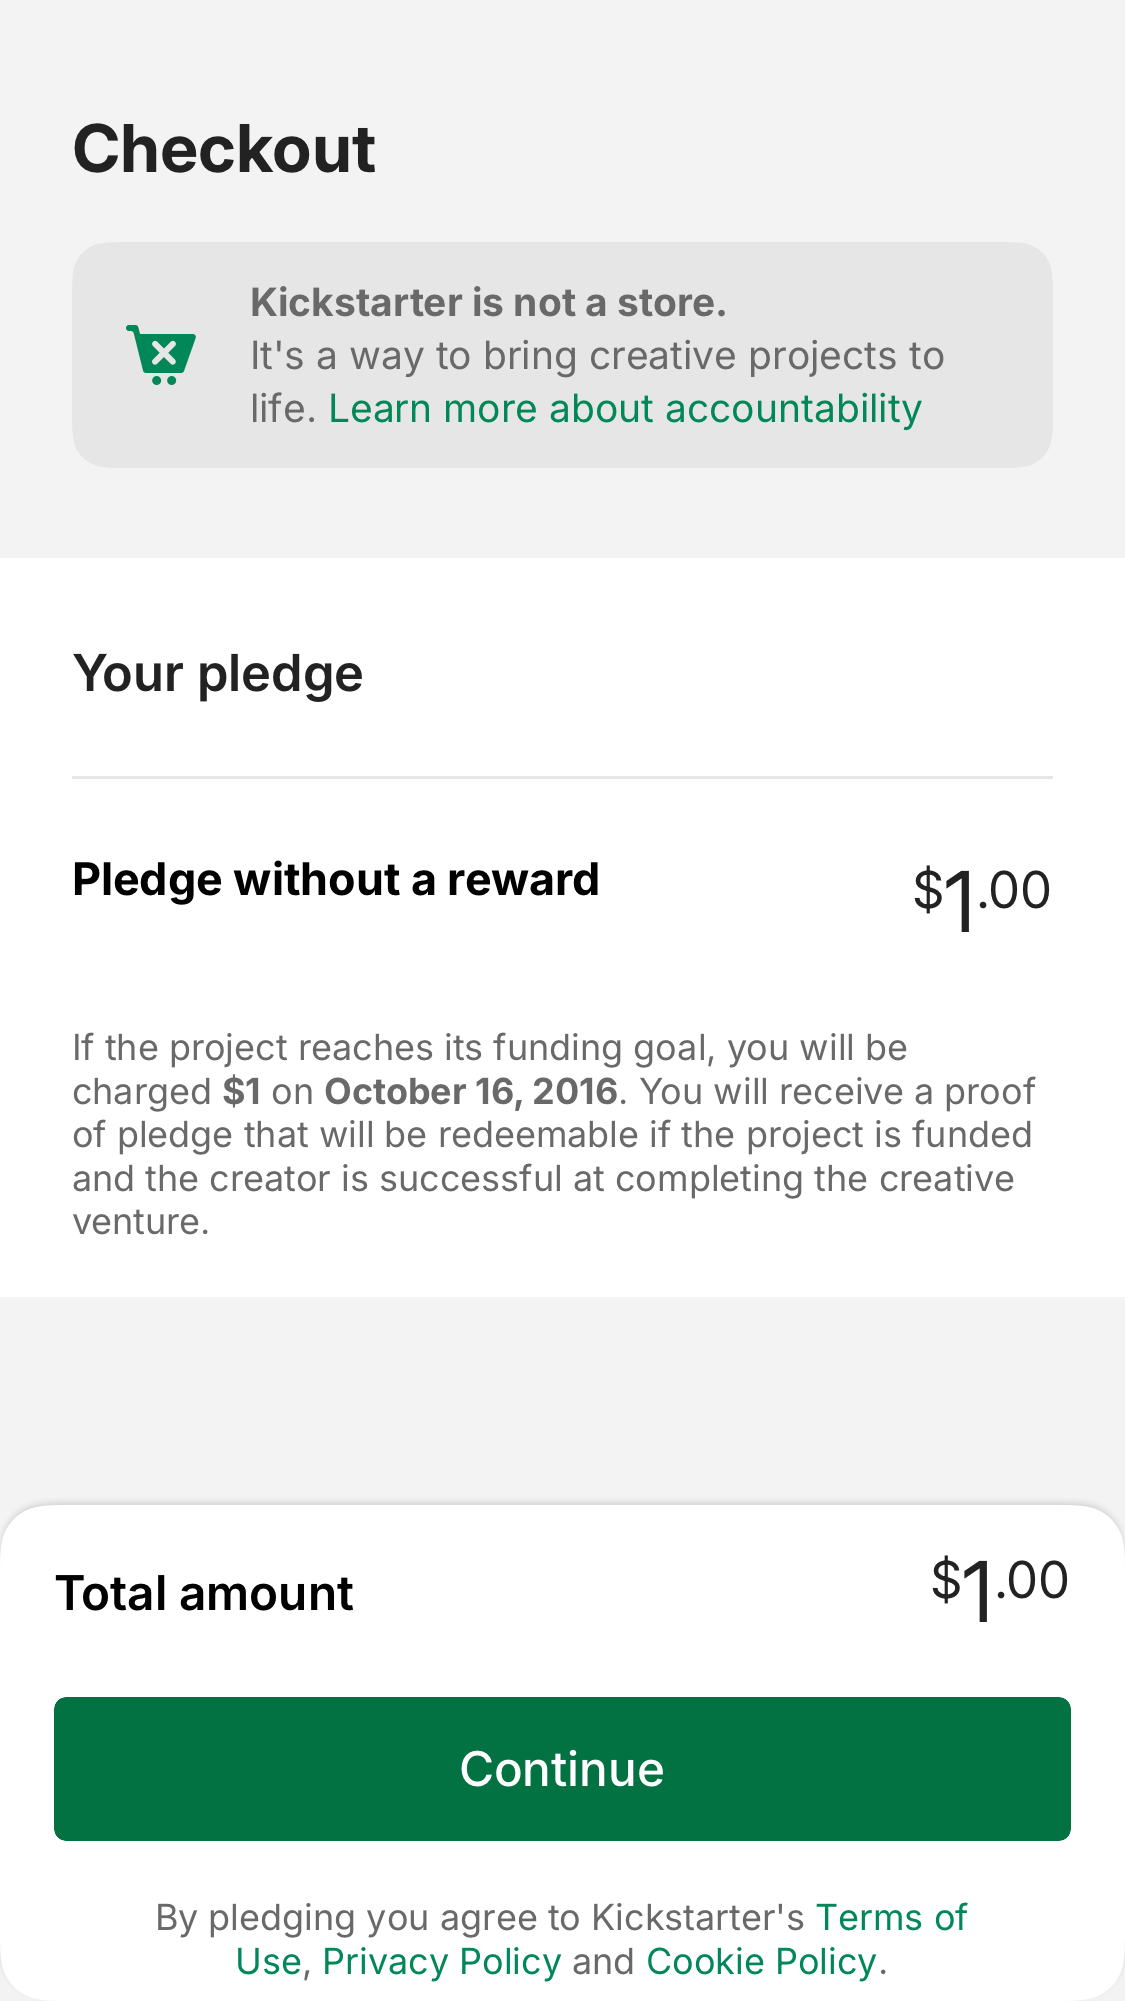 Checkout
Kickstarter is not a store.
It's a way to bring creative projects to
life. Learn more about accountability
Your pledge
Pledge without a reward
$1.00
If the project reaches its funding goal, you will be
charged $1 on October 16, 2016. You will receive a proof
of pledge that will be redeemable if the project is funded
and the creator is successful at completing the creative
venture.
Total amount
$1.00
Continue
By pledging you agree to Kickstarter's Terms of
Use, Privacy Policy and Cookie Policy.